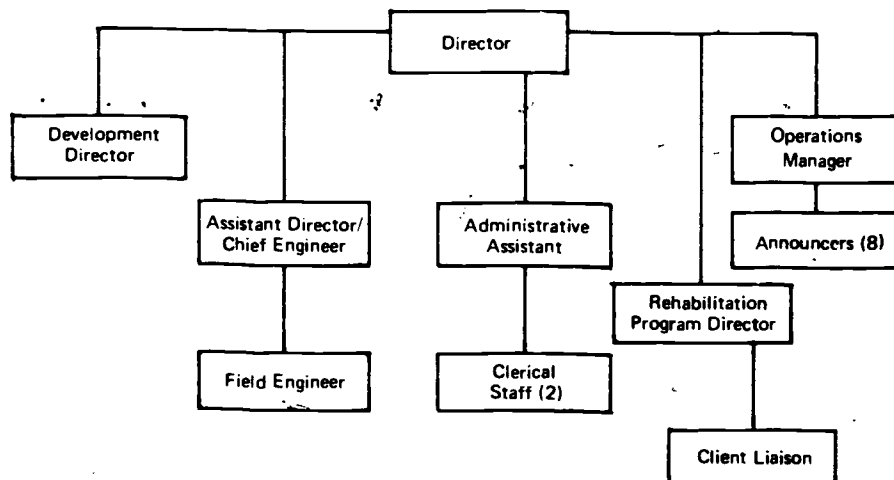 Director
Development
Director
Operations
Manager
Assistant Director/
Chief Engineer
Administrative
Assistant
Announcers (8)
Rehabilitation
Program Director
Field Engineer
Clerical
Staff (2)
Client Liaison